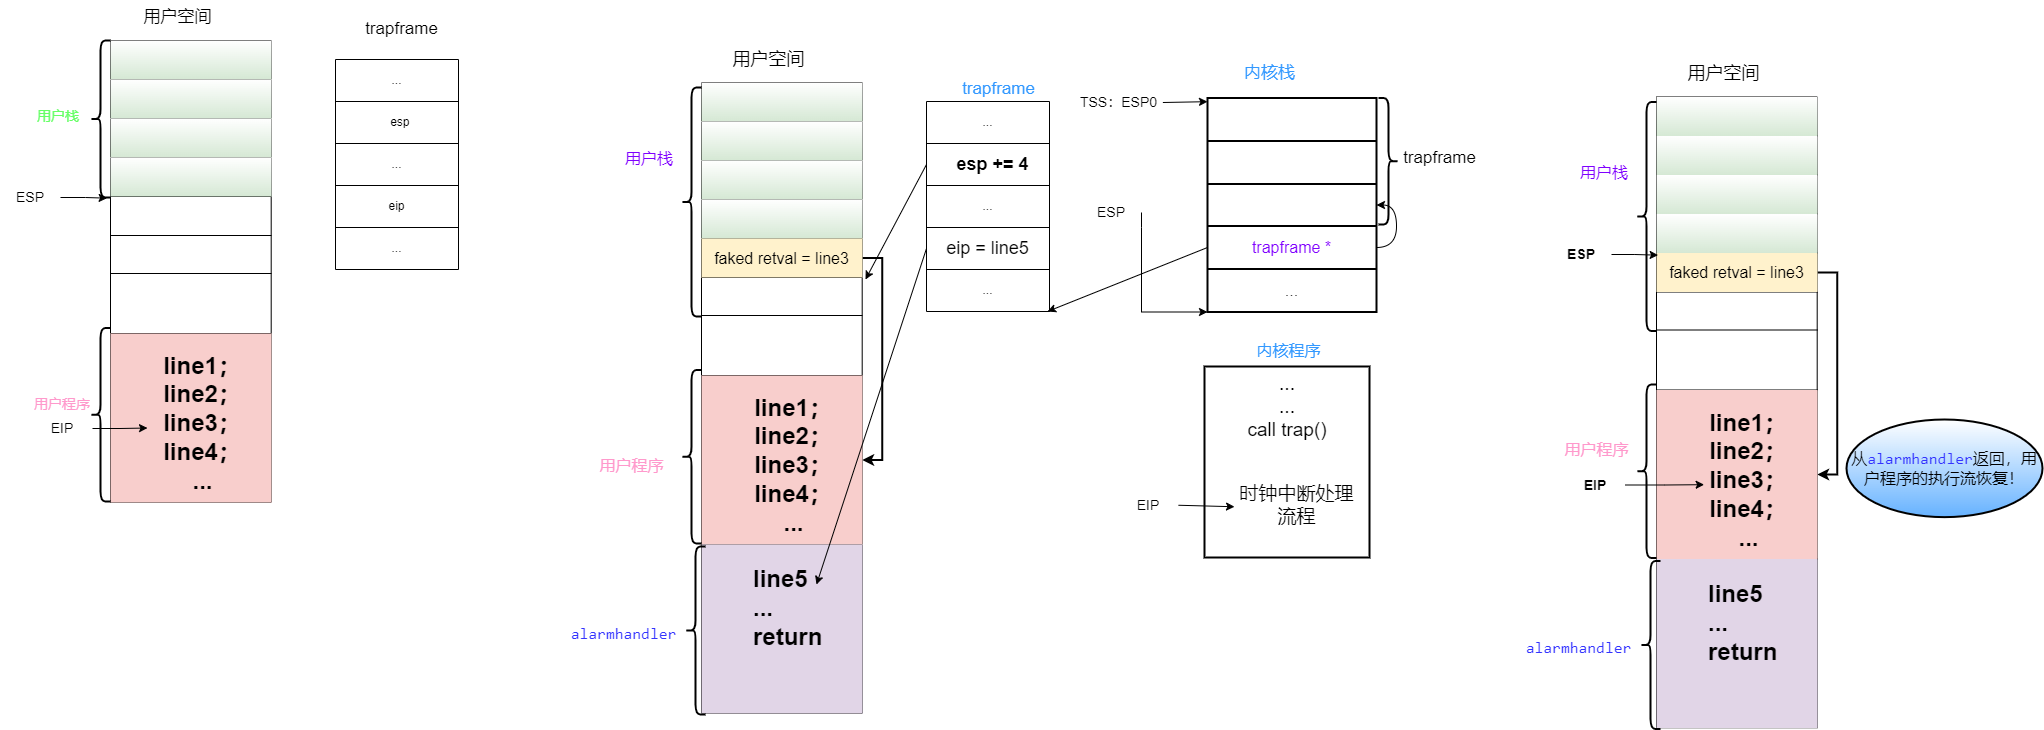 用户空间
用户栈
ESP
用户程序
EIP
line1;
line2;
line3;
line4;
...
trapframe
...
esp
...
eip
...
用户空间
用户栈
faked retval = line3
用户程序
line1;
line2;
line3;
line4;
...
alarmhandler
line5
...
return
trapframe
...
esp += 4
...
eip = line5
...
内核栈
TSS: ESP0
trapframe
ESP
trapframe *
...
内核程序
...
...
call trap()
EIP
时钟中断处理
流程
用户空间
用户栈
ESP
faked retval = line3
用户程序
EIP
line1;
line2;
line3;
line4;
...
alarmhandler
line5
...
return
从alarmhandler返回，用
户程序的执行流恢复！